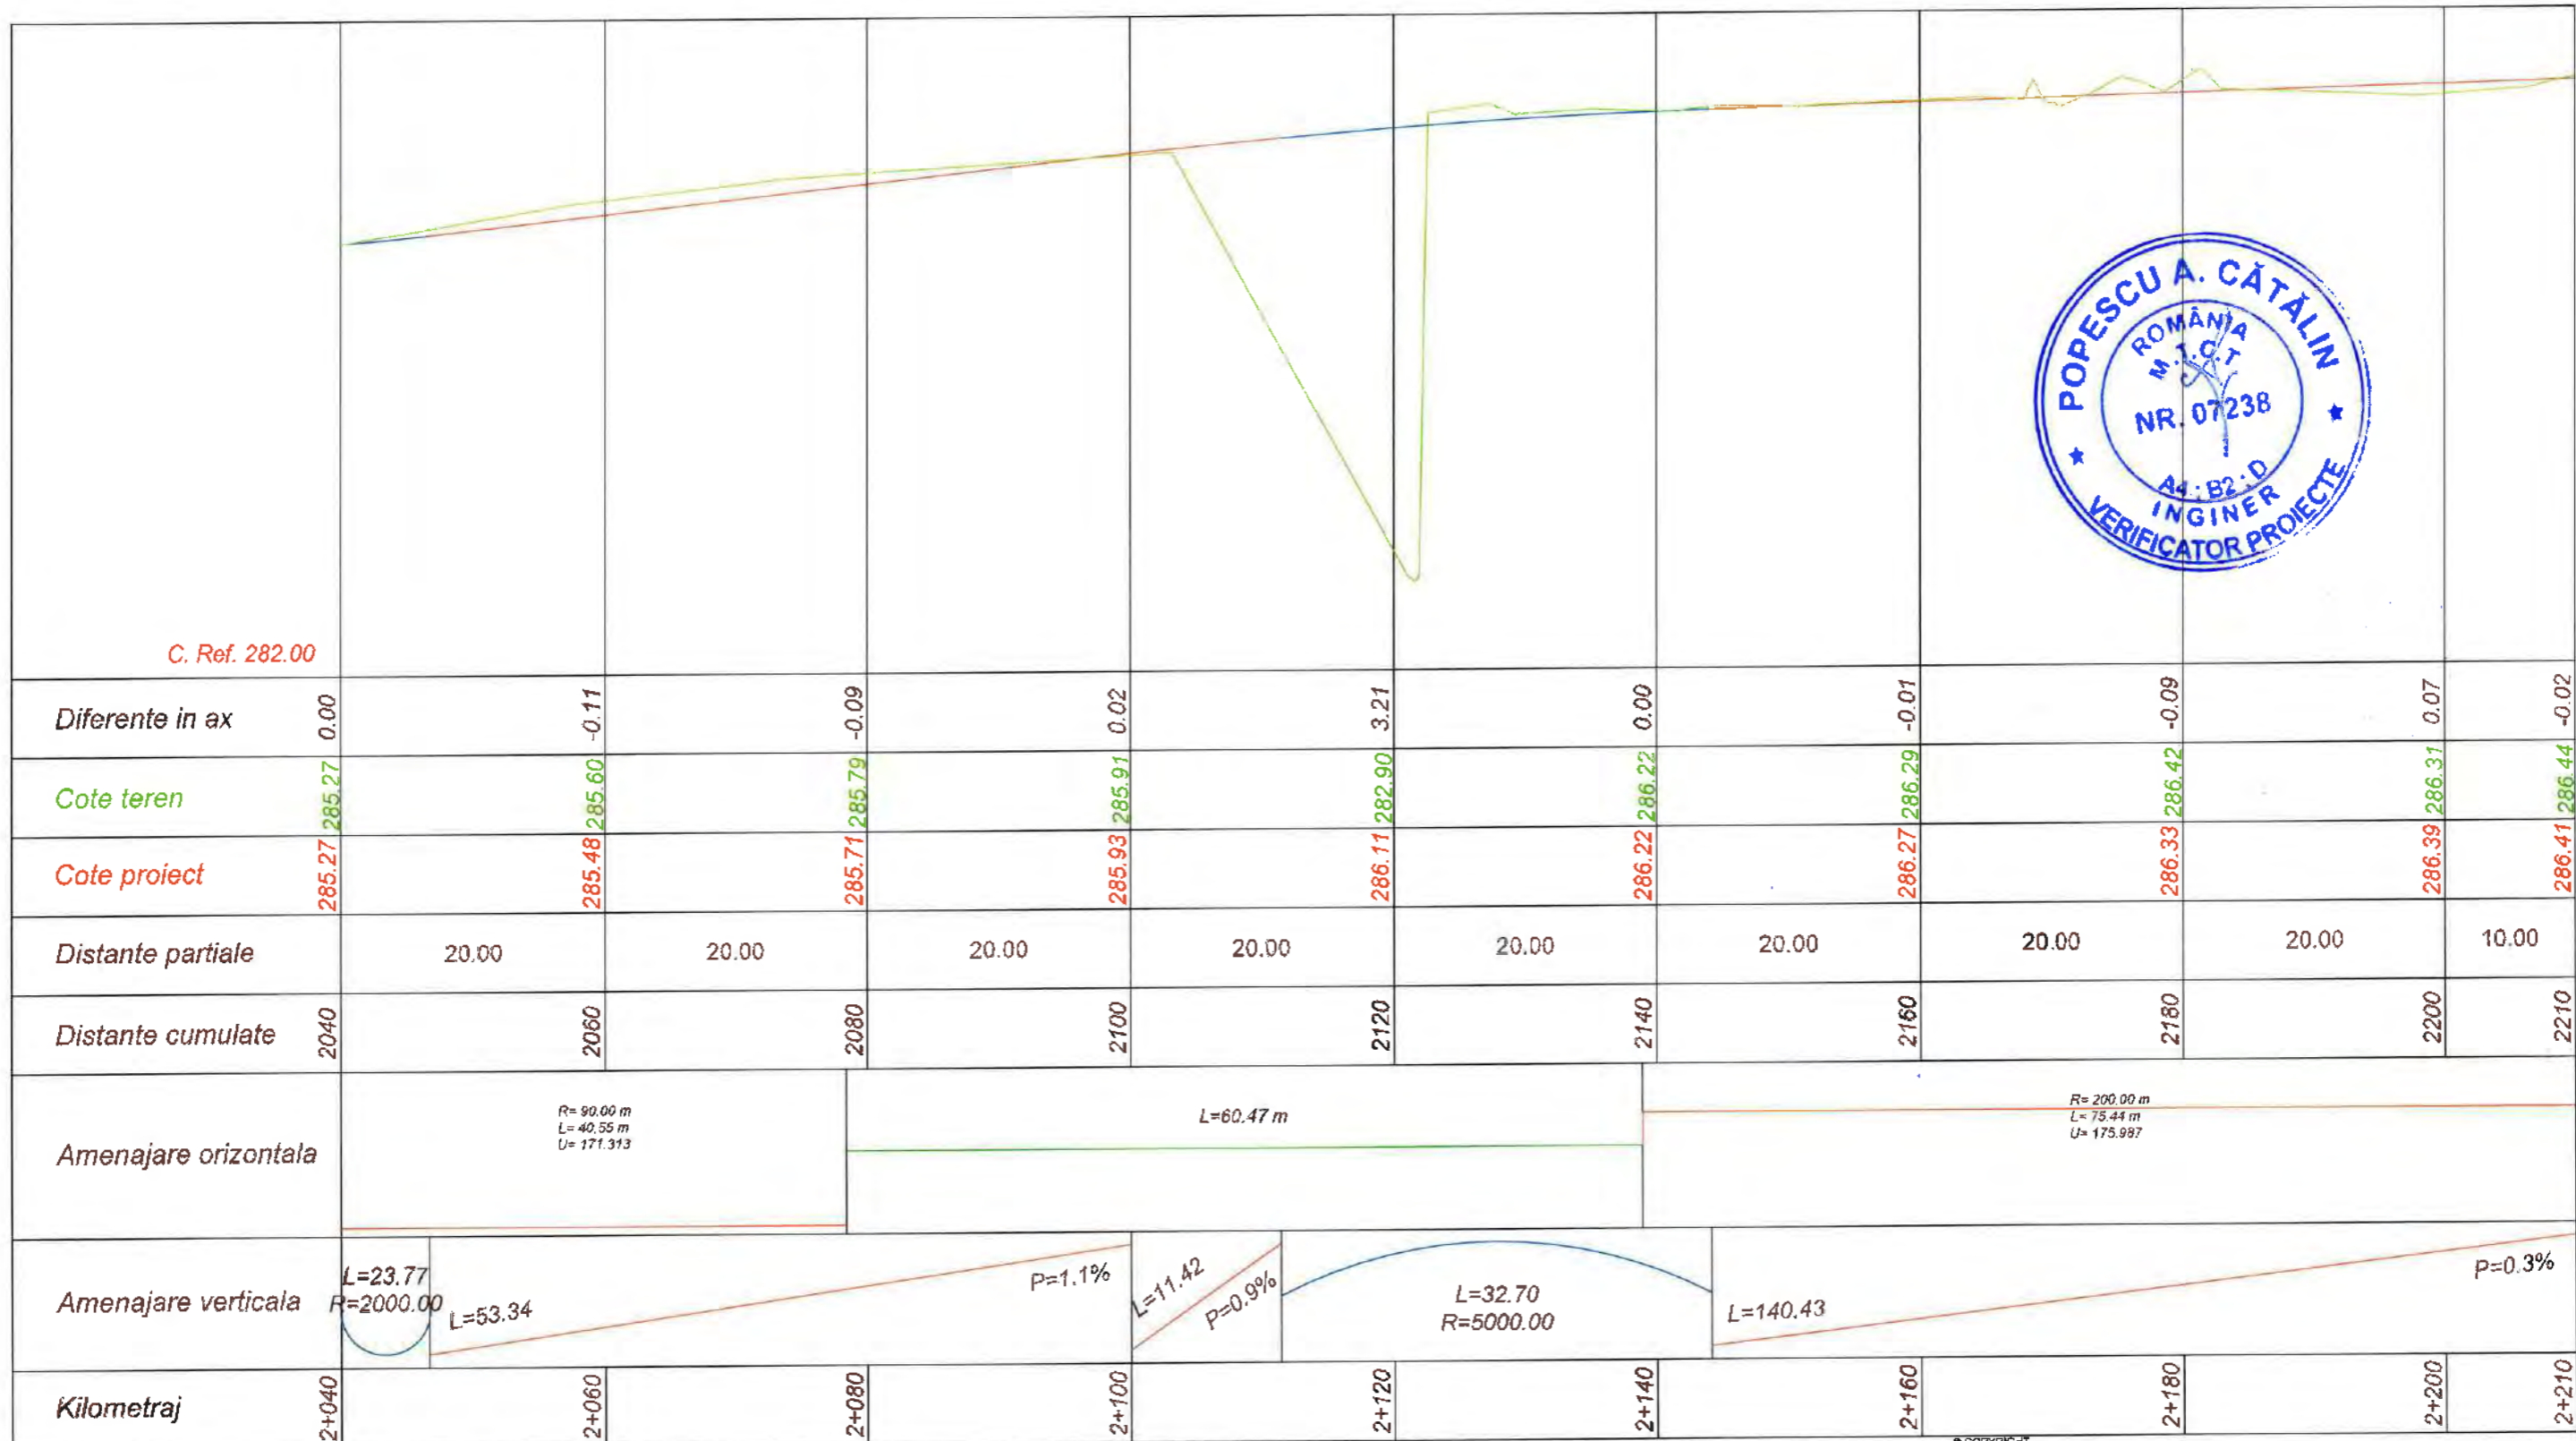 POPESCU A. CĂTĂLIN
ROMÂNIA
M.T.C.T
NR. 07238
A4 : B2 : D
INGINER
VERIFICATOR PROIECTE
C. Ref. 282.00
Diferente in ax 0.00 -0.11 -0.09 0.02 3.21 0.00 -0.01 -0.09 0.07 -0.02
Cote teren 285.27 285.60 285.79 285.91 282.90 286.22 286.29 286.42 286.31 286.44
Cote proiect 285.27 285.48 285.71 285.93 286.11 286.22 286.27 286.33 286.39 286.41
Distante partiale 20.00 20.00 20.00 20.00 20.00 20.00 20.00 20.00 10.00
Distante cumulate 2040 2060 2080 2100 2120 2140 2160 2180 2200 2210
Amenajare orizontala
R= 90.00 m
L= 40.55 m
U= 171.313
L=60.47 m
R= 200.00 m
L= 75.44 m
U= 175.987
Amenajare verticala
L=23.77
R=2000.00
L=53.34
P=1.1%
L=11.42
P=0.9%
L=32.70
R=5000.00
L=140.43
P=0.3%
Kilometraj 2+040 2+060 2+080 2+100 2+120 2+140 2+160 2+180 2+200 2+210